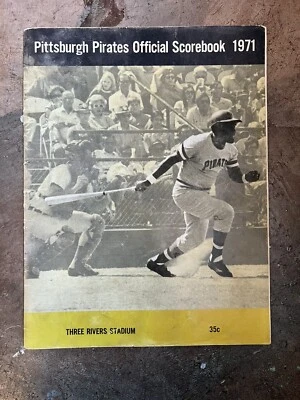 Pittsburgh Pirates Official Scorebook 1971
PIRATES
THREE RIVERS STADIUM 35c